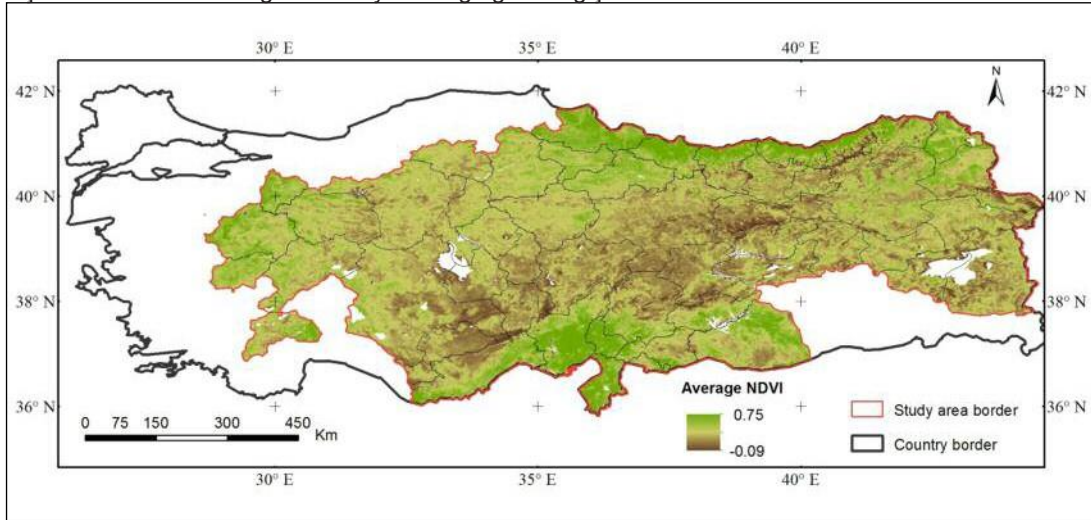 30° E 35° E 40° E
N
42° N 42° N
40° N 40° N
38° N 38° N
36° N 36° N
Average NDVI
0.75
-0.09
Study area border
Country border
0 75 150 300 450
Km
30° E 35° E 40° E